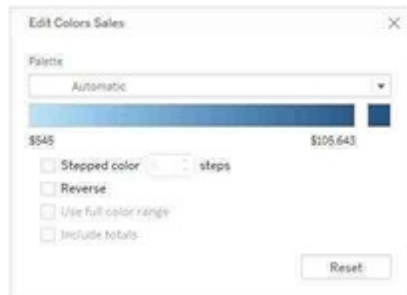 Edit Colors Sales
Palette
Automatic
$545
$105,643
Stepped color
steps
Reverse
Use full color range
Include totals
Reset